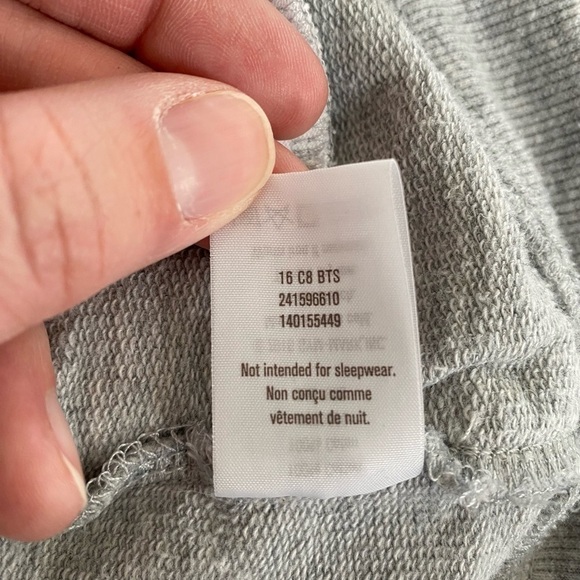 16 C8 BTS
241596610
140155449
Not intended for sleepwear.
Non conçu comme
vêtement de nuit.